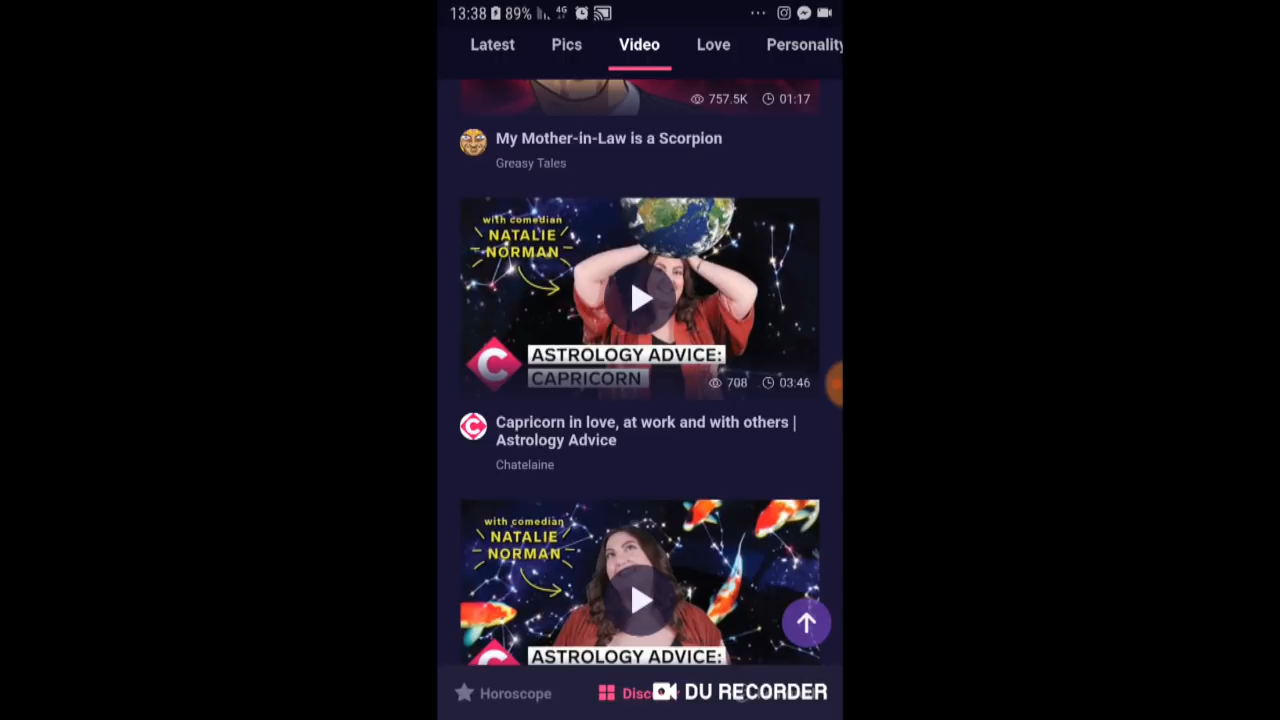 13:38 89% 4G
Latest Pics Video Love Personality
757.5K 01:17
My Mother-in-Law is a Scorpion
Greasy Tales
with comedian
NATALIE
NORMAN
C
ASTROLOGY ADVICE:
CAPRICORN
708 03:46
C
Capricorn in love, at work and with others |
Astrology Advice
Chatelaine
with comedian
NATALIE
NORMAN
ASTROLOGY ADVICE:
Horoscope
DU RECORDER